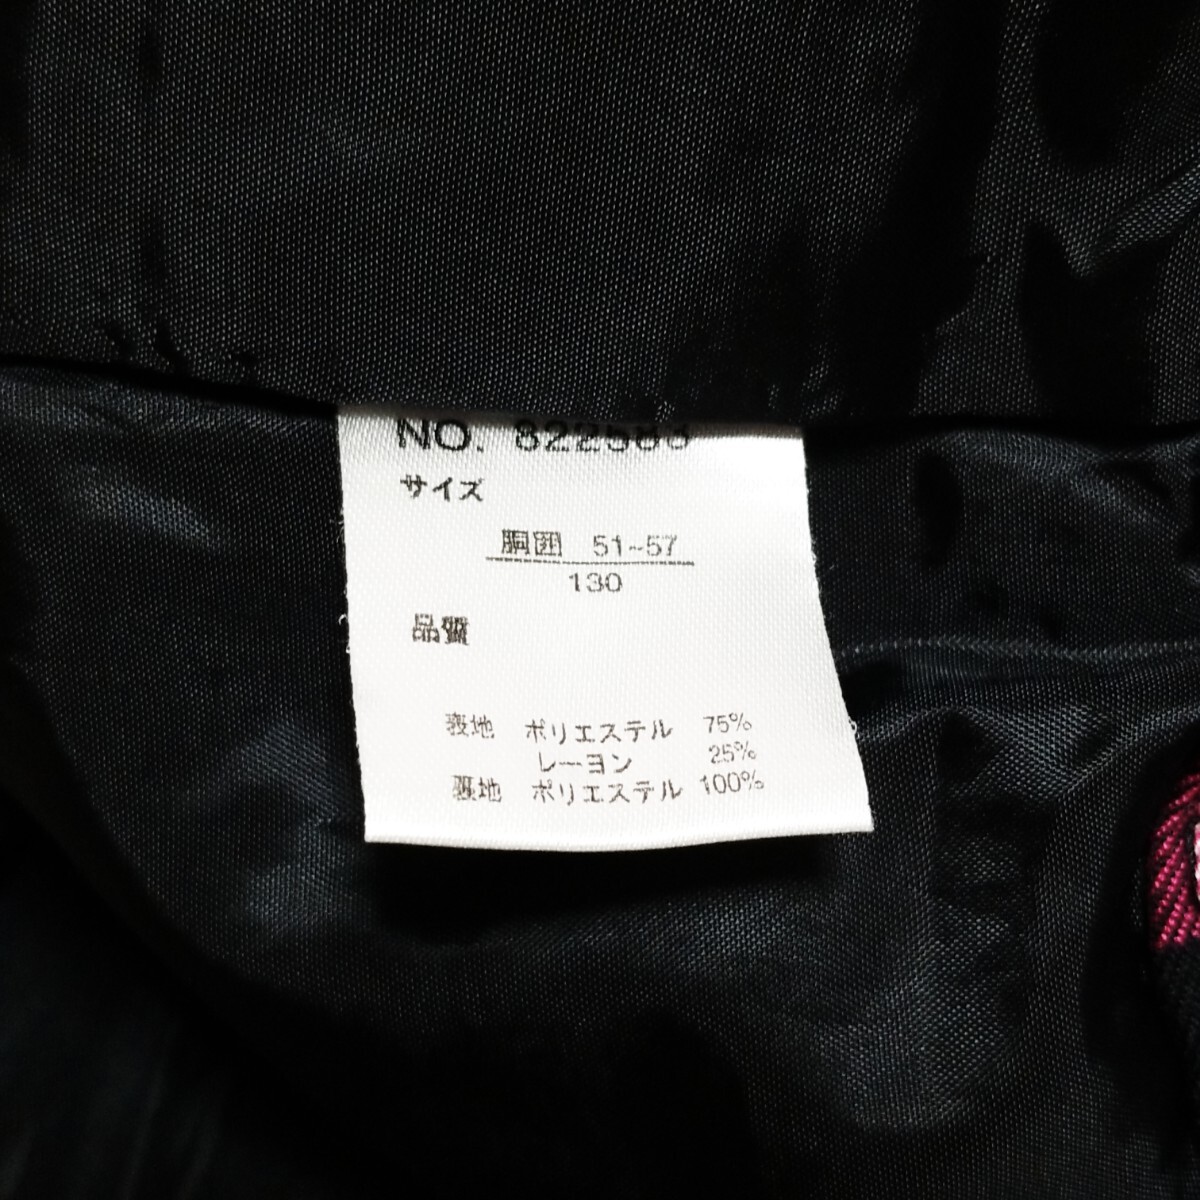 NO. 822588
サイズ
胴囲 51~57
130
品質
表地 ポリエステル 75%
レーヨン 25%
裏地 ポリエステル 100%